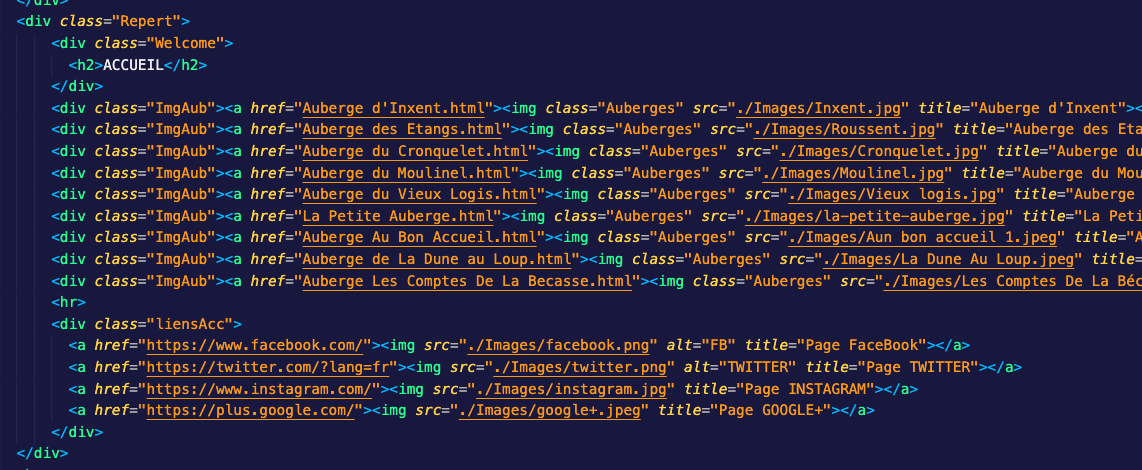 </div>
<div class="Repert">
<div class="Welcome">
<h2>ACCUEIL</h2>
</div>
<div class="ImgAub"><a href="Auberge d'Inxent.html"><img class="Auberges" src="./Images/Inxent.jpg" title="Auberge d'Inxent"><
<div class="ImgAub"><a href="Auberge des Etangs.html"><img class="Auberges" src="./Images/Roussent.jpg" title="Auberge des Eta
<div class="ImgAub"><a href="Auberge du Cronquelet.html"><img class="Auberges" src="./Images/Cronquelet.jpg" title="Auberge du
<div class="ImgAub"><a href="Auberge du Moulinel.html"><img class="Auberges" src="./Images/Moulinel.jpg" title="Auberge du Mou
<div class="ImgAub"><a href="Auberge du Vieux Logis.html"><img class="Auberges" src="./Images/Vieux logis.jpg" title="Auberge
<div class="ImgAub"><a href="La Petite Auberge.html"><img class="Auberges" src="./Images/la-petite-auberge.jpg" title="La Peti
<div class="ImgAub"><a href="Auberge Au Bon Accueil.html"><img class="Auberges" src="./Images/Aun bon accueil 1.jpeg" title="A
<div class="ImgAub"><a href="Auberge de La Dune au Loup.html"><img class="Auberges" src="./Images/La Dune Au Loup.jpeg" title=
<div class="ImgAub"><a href="Auberge Les Comptes De La Becasse.html"><img class="Auberges" src="./Images/Les Comptes De La Béc
<hr>
<div class="liensAcc">
<a href="https://www.facebook.com/"><img src="./Images/facebook.png" alt="FB" title="Page FaceBook"></a>
<a href="https://twitter.com/?lang=fr"><img src="./Images/twitter.png" alt="TWITTER" title="Page TWITTER"></a>
<a href="https://www.instagram.com/"><img src="./Images/instagram.jpg" title="Page INSTAGRAM"></a>
<a href="https://plus.google.com/"><img src="./Images/google+.jpeg" title="Page GOOGLE+"></a>
</div>
</div>